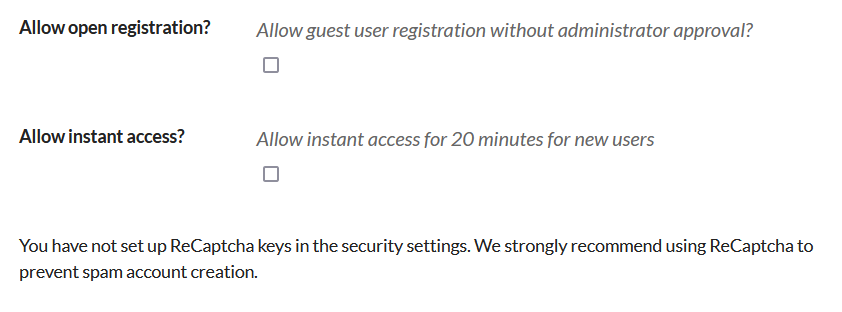 Allow open registration?
Allow guest user registration without administrator approval?
Allow instant access?
Allow instant access for 20 minutes for new users
You have not set up ReCaptcha keys in the security settings. We strongly recommend using ReCaptcha to
prevent spam account creation.